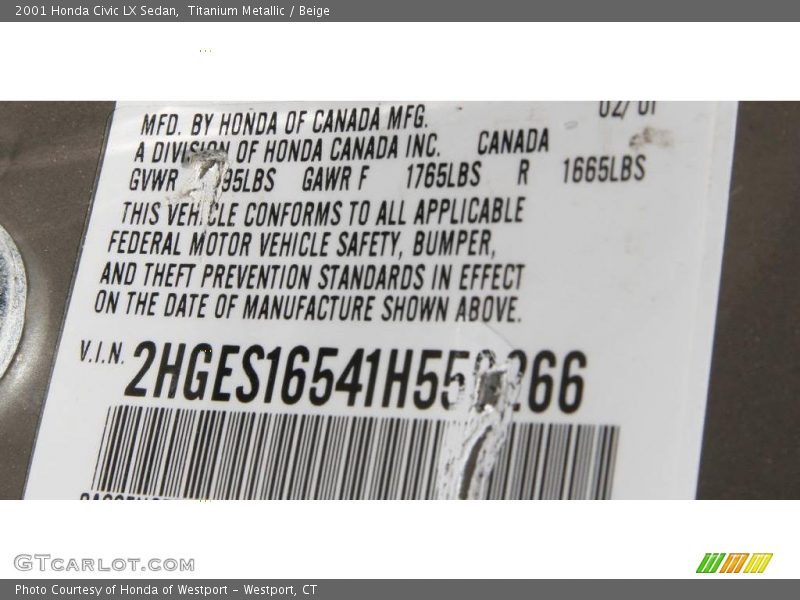 2001 Honda Civic LX Sedan, Titanium Metallic / Beige
02/01
MFD. BY HONDA OF CANADA MFG.
A DIVISION OF HONDA CANADA INC. CANADA
GVWR 95LBS GAWR F 1765LBS R 1665LBS
THIS VEHICLE CONFORMS TO ALL APPLICABLE
FEDERAL MOTOR VEHICLE SAFETY, BUMPER,
AND THEFT PREVENTION STANDARDS IN EFFECT
ON THE DATE OF MANUFACTURE SHOWN ABOVE.
V.I.N.
GTCARLOT.COM
Photo Courtesy of Honda of Westport - Westport, CT